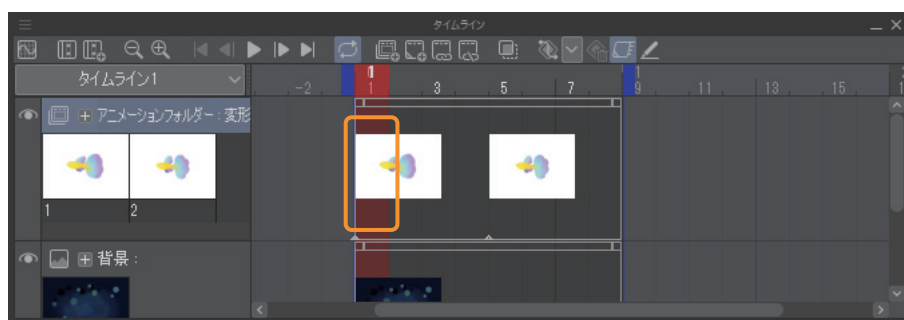 タイムライン
タイムライン1
-2 1 3 5 7 9 11 13 15
アニメーションフォルダー : 変形
1 2
背景 :